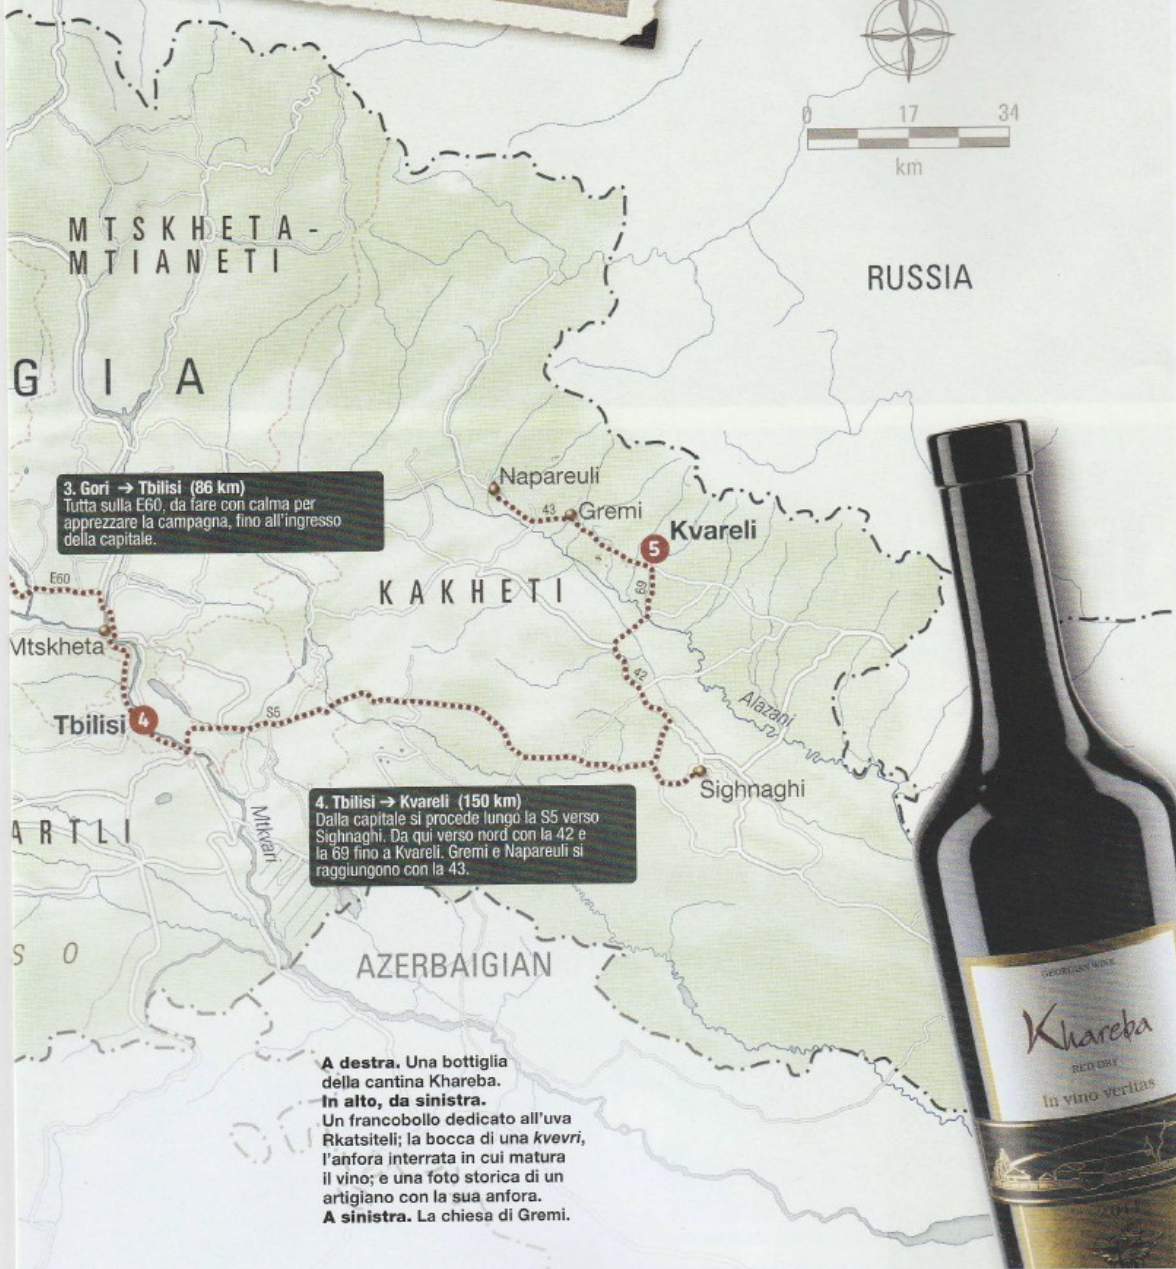 0 17 34
km
MTSKHETA-
MTIANETI
RUSSIA
GIA
Napareuli
43
Gremi
5
Kvareli
3. Gori → Tbilisi (86 km)
Tutta sulla E60, da fare con calma per
apprezzare la campagna, fino all'ingresso
della capitale.
E60
KAKHETI
69
Mtskheta
42
Alazani
Tbilisi
4
S5
Sighnaghi
4. Tbilisi → Kvareli (150 km)
Dalla capitale si procede lungo la S5 verso
Sighnaghi. Da qui verso nord con la 42 e
la 69 fino a Kvareli. Gremi e Napareuli si
raggiungono con la 43.
Mtkvari
ARTLI
SO
AZERBAIGIAN
GEORGIAN WINE
Khareba
RED DRY
In vino veritas
2011
A destra. Una bottiglia
della cantina Khareba.
In alto, da sinistra.
Un francobollo dedicato all'uva
Rkatsiteli; la bocca di una kvevri,
l'anfora interrata in cui matura
il vino; e una foto storica di un
artigiano con la sua anfora.
A sinistra. La chiesa di Gremi.